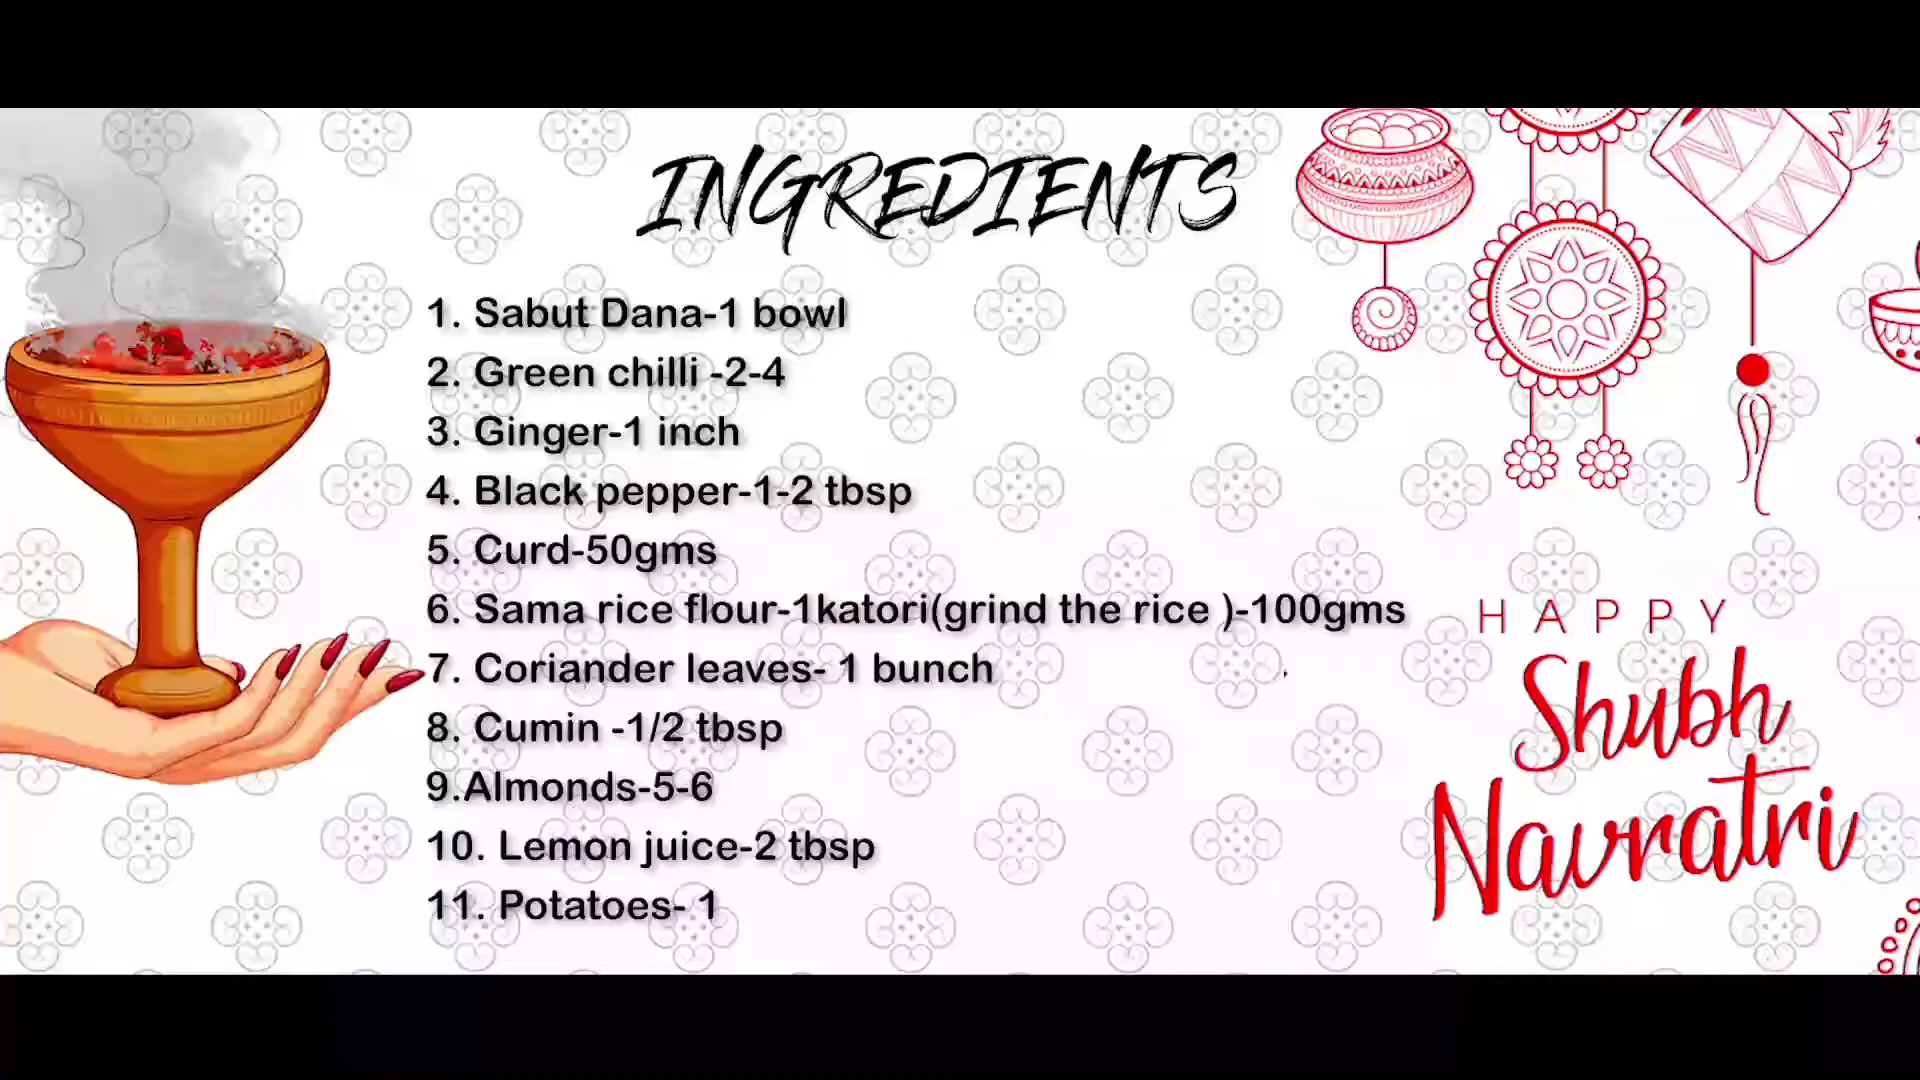 INGREDIENTS
1. Sabut Dana-1 bowl
2. Green chilli -2-4
3. Ginger-1 inch
4. Black pepper-1-2 tbsp
5. Curd-50gms
6. Sama rice flour-1katori(grind the rice )-100gms
7. Coriander leaves- 1 bunch
8. Cumin -1/2 tbsp
9.Almonds-5-6
10. Lemon juice-2 tbsp
11. Potatoes- 1
HAPPY
Shubh
Navratri